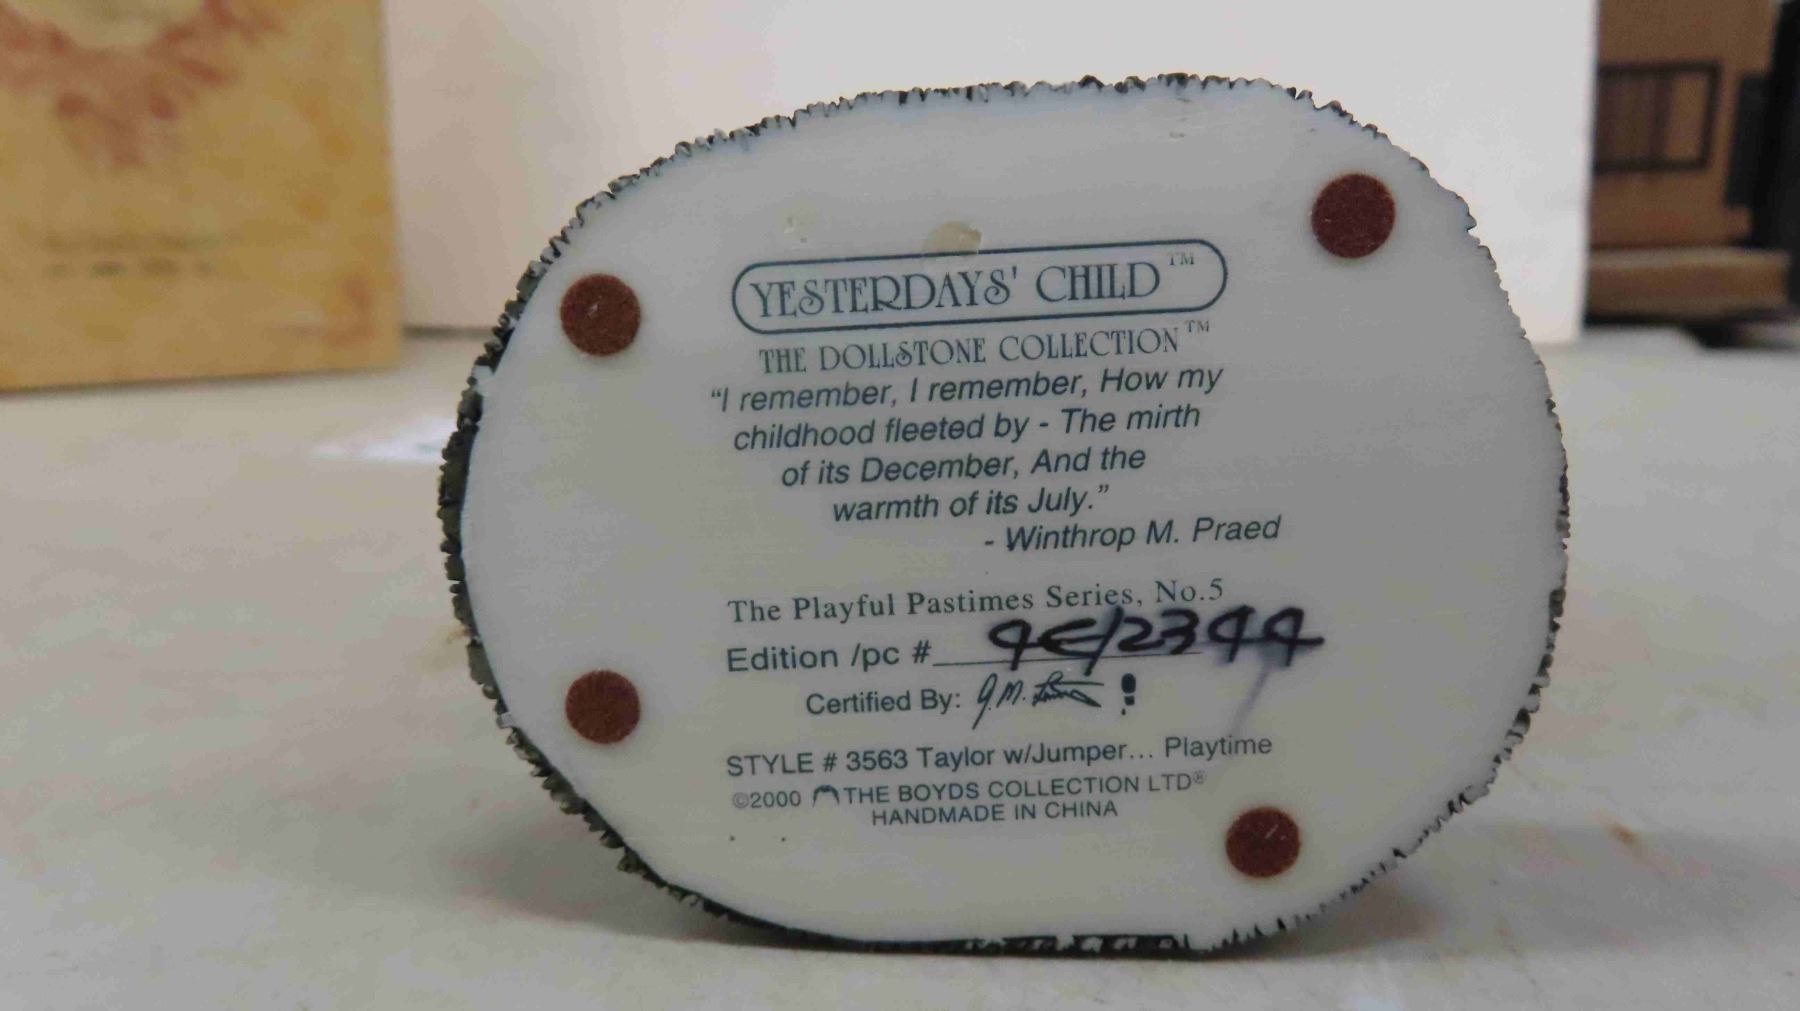 YESTERDAYS' CHILD™
THE DOLLSTONE COLLECTION™
“I remember, I remember, How my
childhood fleeted by - The mirth
of its December, And the
warmth of its July.”
- Winthrop M. Praed
The Playful Pastimes Series, No.5
Edition /pc # 4E/2344
Certified By: G.M.
STYLE # 3563 Taylor w/Jumper... Playtime
©2000 THE BOYDS COLLECTION LTD®
HANDMADE IN CHINA